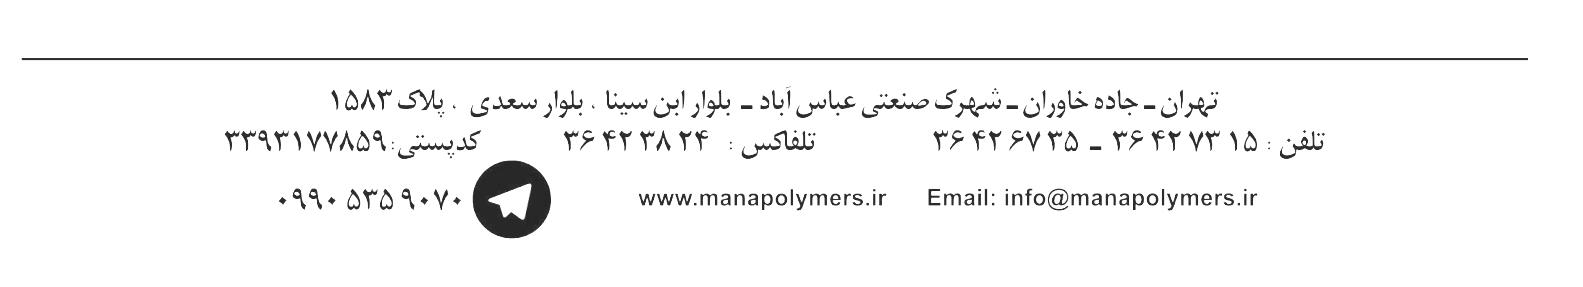 تهران ـ جاده خاوران ـ شهرک صنعتی عباس آباد ـ بلوار ابن سینا ، بلوار سعدی ، پلاک ۱۵۸۳
تلفن : ۱۵ ۷۳ ۴۲ ۳۶ ـ ۳۵ ۶۷ ۴۲ ۳۶ تلفاکس : ۲۴ ۳۸ ۴۲ ۳۶ کدپستی: ۳۳۹۳۱۷۷۸۵۹
۰۹۹۰ ۵۳۵ ۹۰۷۰ www.manapolymers.ir Email: info@manapolymers.ir